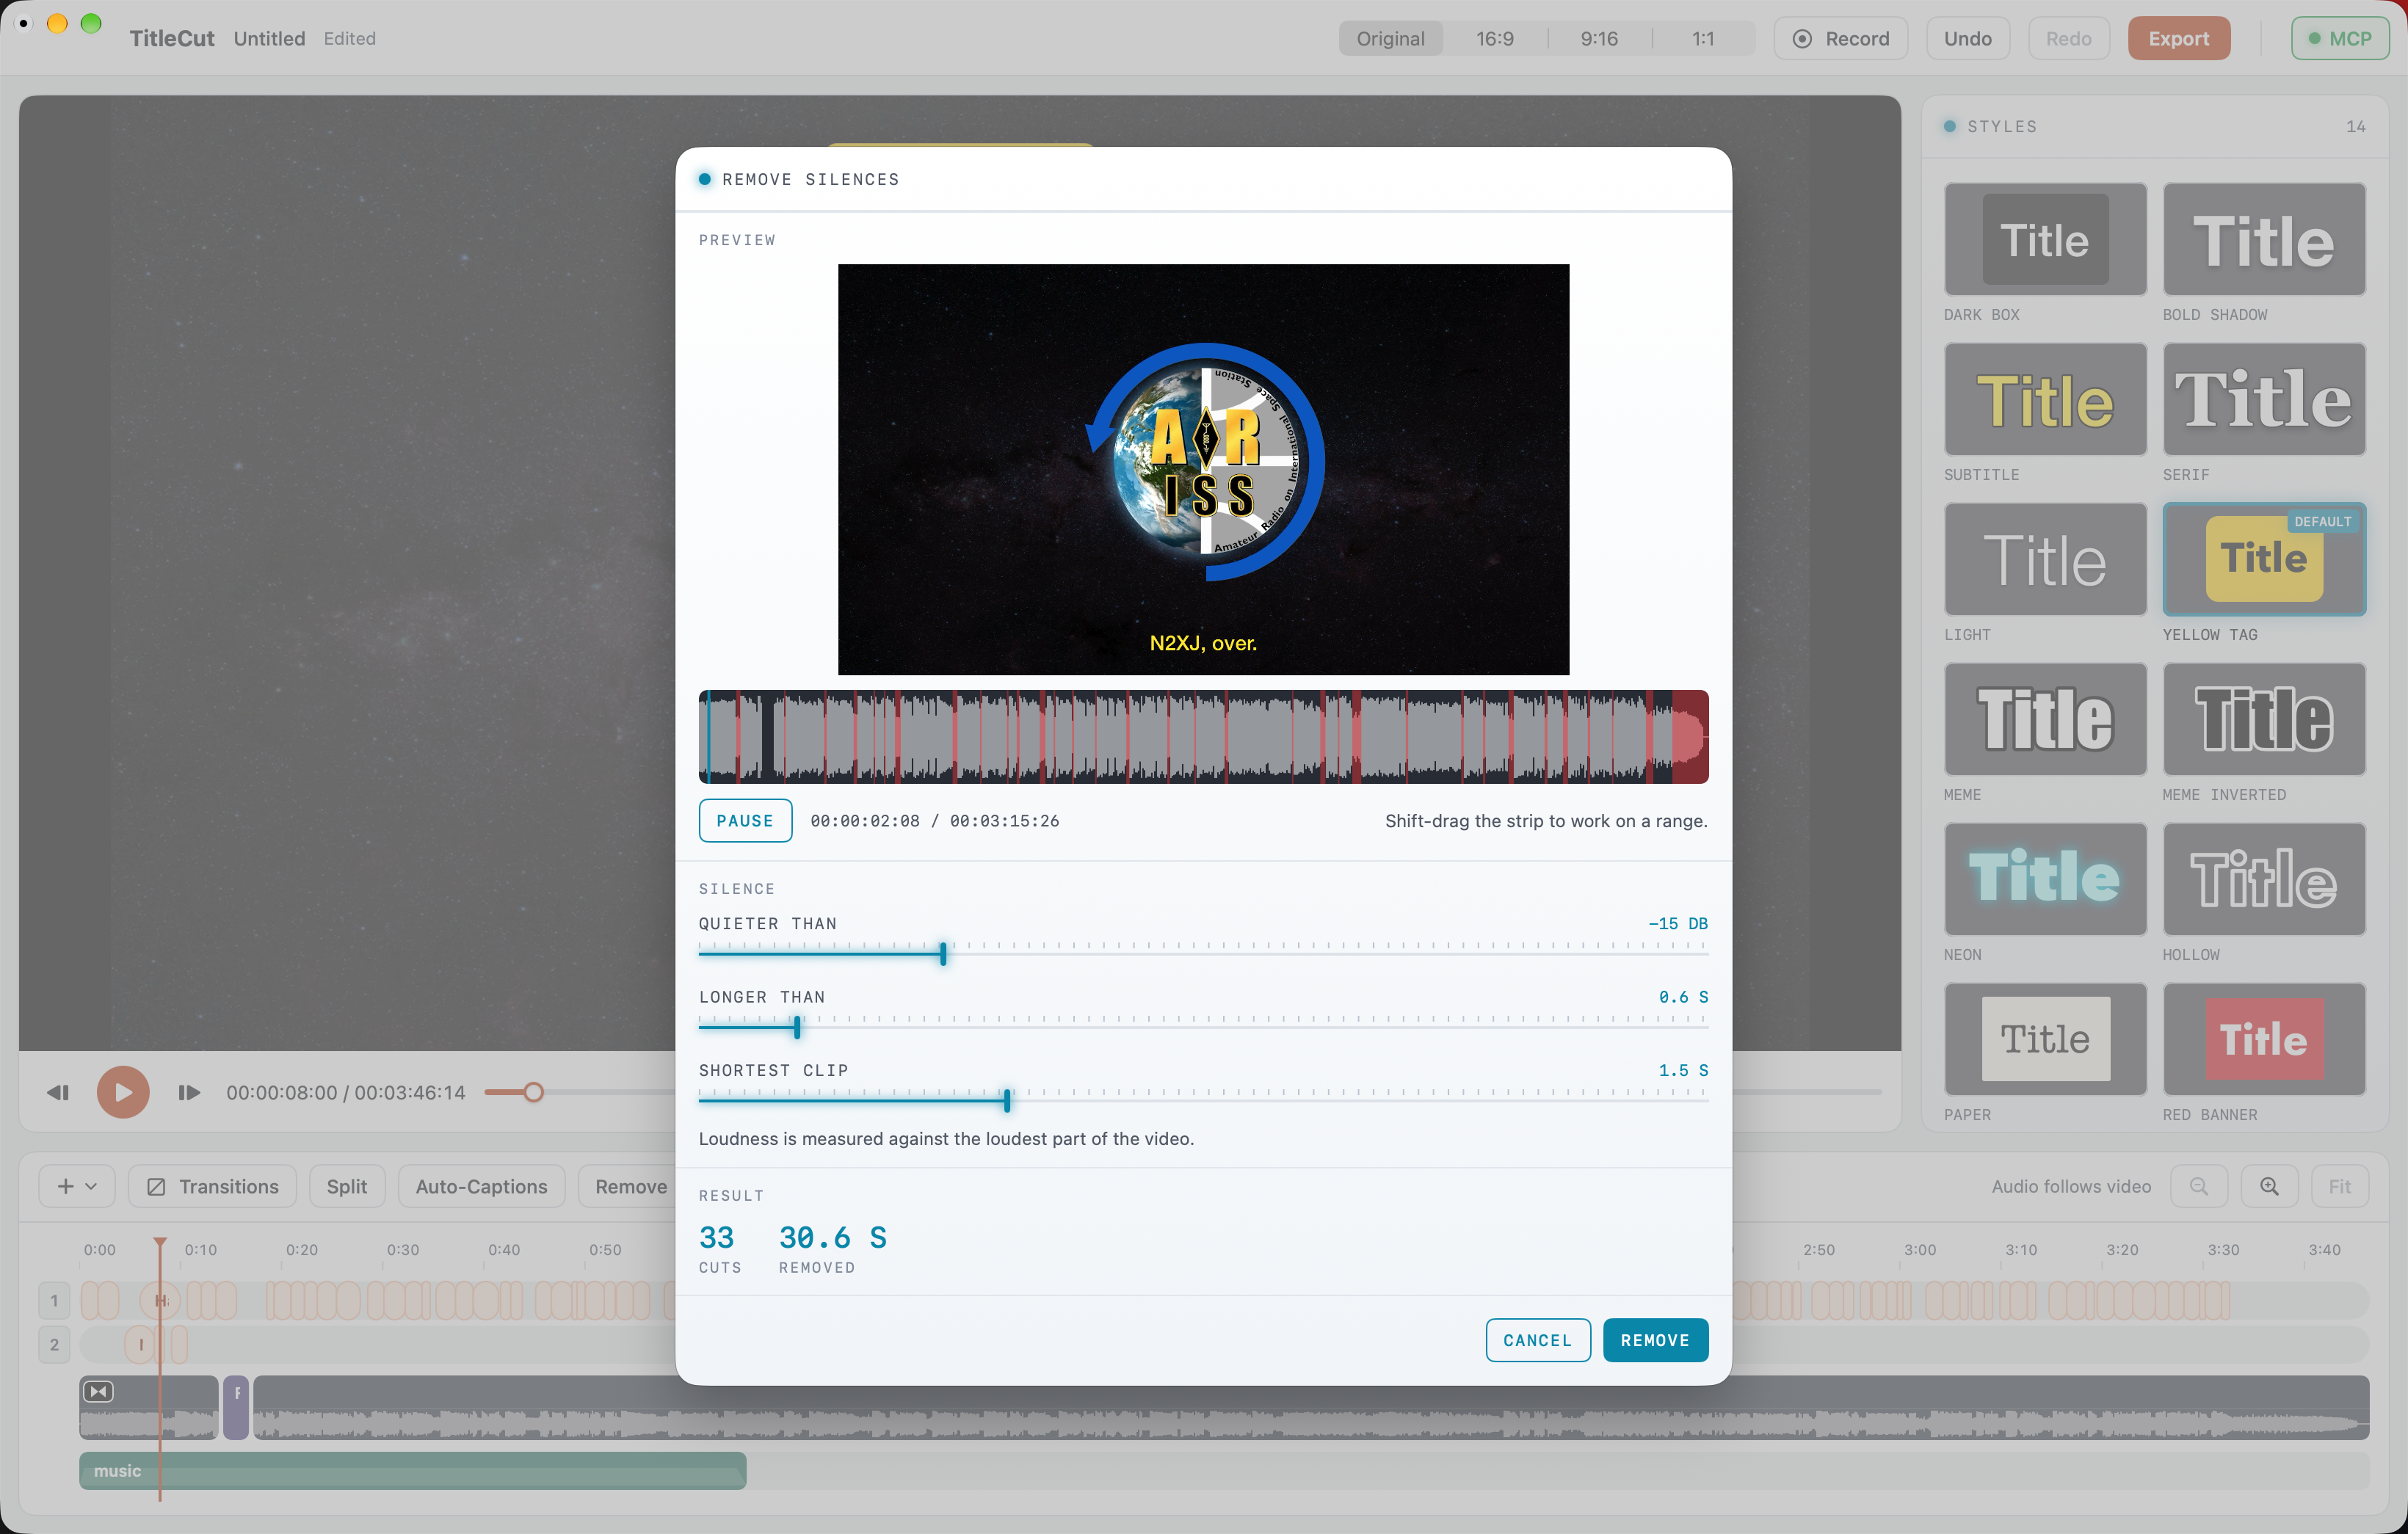 TitleCut Untitled Edited
Original 16:9 9:16 1:1 Record Undo Redo Export MCP
STYLES 14
Title
DARK BOX
Title
BOLD SHADOW
Title
SUBTITLE
Title
SERIF
Title
LIGHT
DEFAULT
Title
YELLOW TAG
Title
MEME
Title
MEME INVERTED
Title
NEON
Title
HOLLOW
Title
PAPER
Title
RED BANNER
REMOVE SILENCES
PREVIEW
Amateur Radio on International Space Station
A R
ISS
N2XJ, over.
PAUSE 00:00:02:08 / 00:03:15:26 Shift-drag the strip to work on a range.
SILENCE
QUIETER THAN −15 DB
LONGER THAN 0.6 S
SHORTEST CLIP 1.5 S
Loudness is measured against the loudest part of the video.
RESULT
33 30.6 S
CUTS REMOVED
CANCEL REMOVE
00:00:08:00 / 00:03:46:14
Transitions Split Auto-Captions Remove Audio follows video Fit
0:00 0:10 0:20 0:30 0:40 0:50 2:50 3:00 3:10 3:20 3:30 3:40
1
2
music